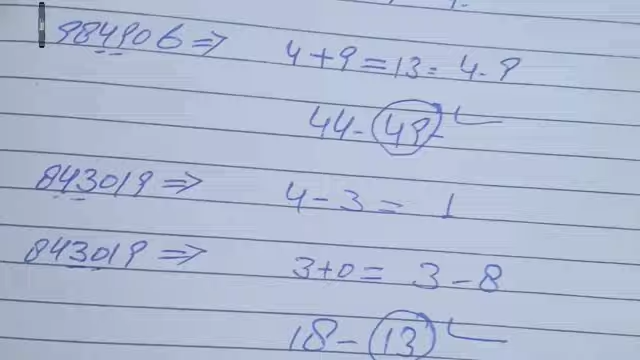 984906 ⇒ 4+9=13= 4-9
44-49
843019 ⇒ 4-3= 1
843019 ⇒ 3+0= 3-8
18-13